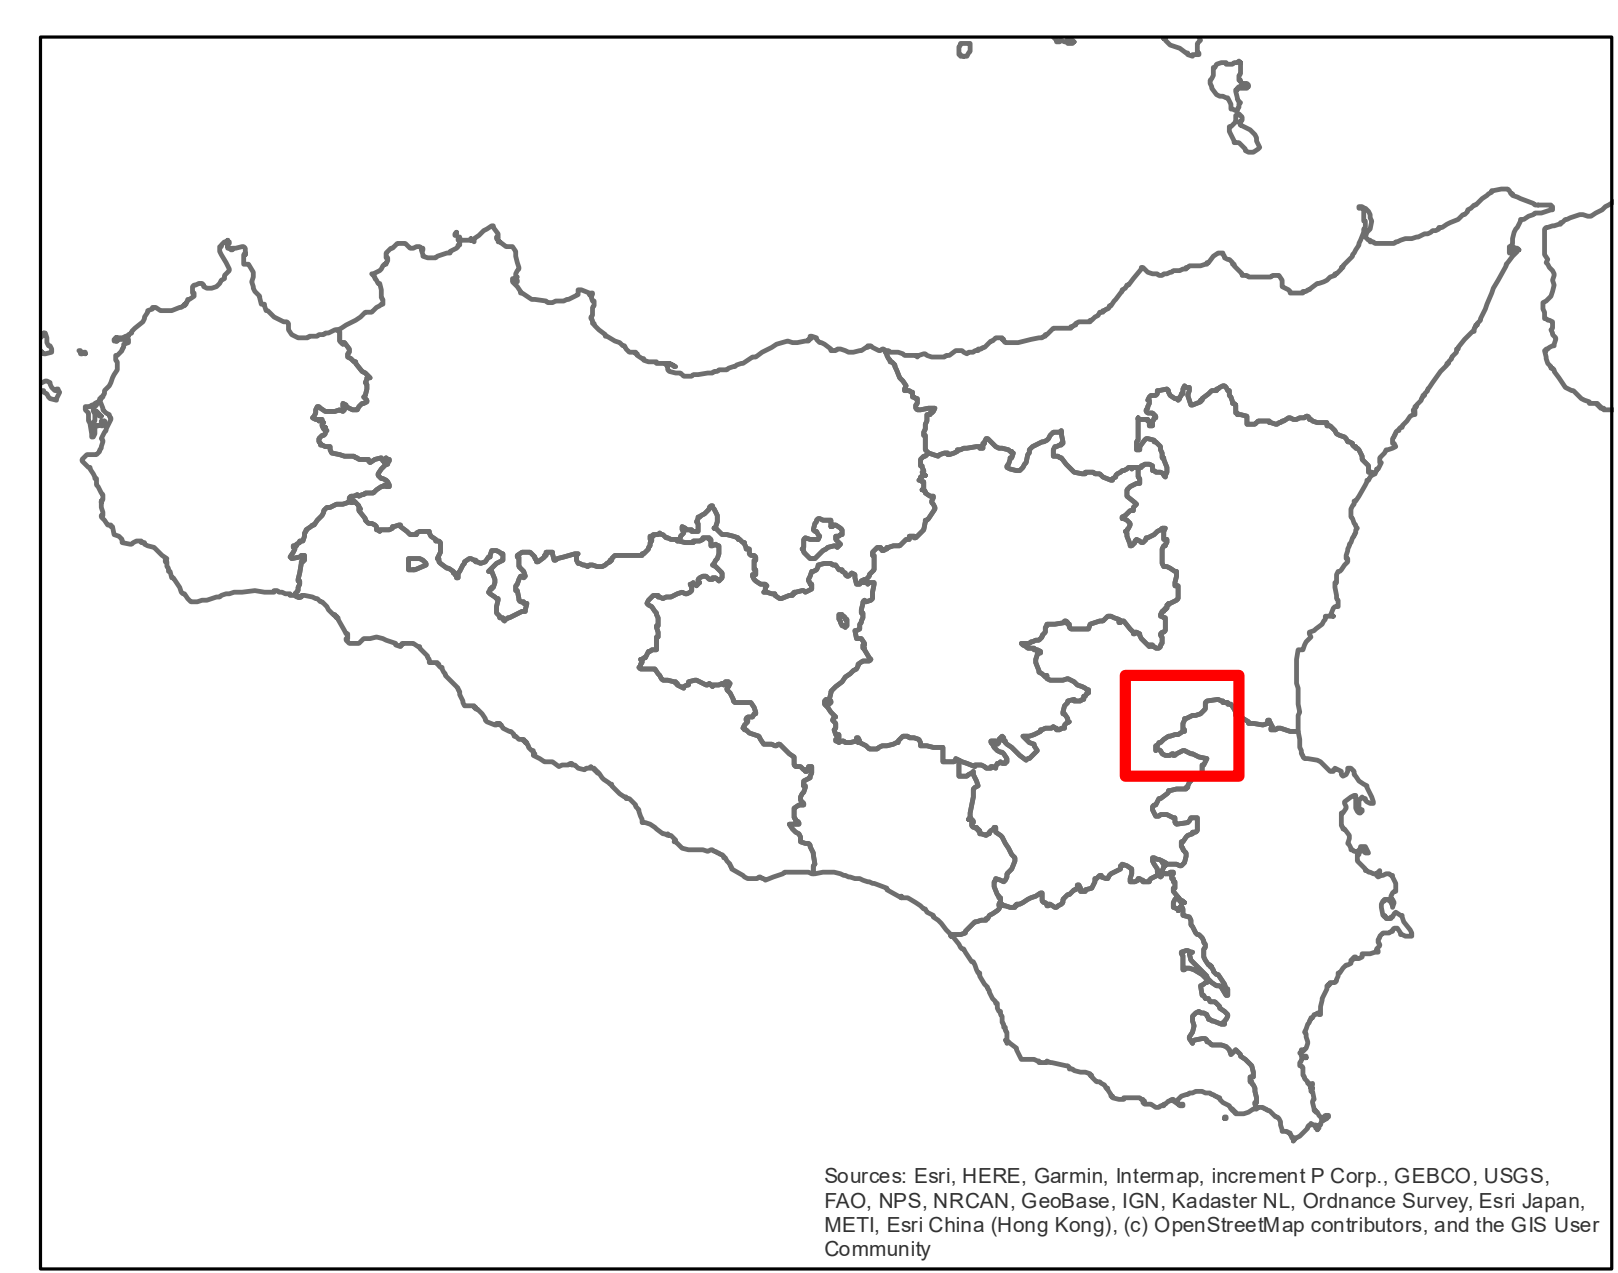 Sources: Esri, HERE, Garmin, Intermap, increment P Corp., GEBCO, USGS,
FAO, NPS, NRCAN, GeoBase, IGN, Kadaster NL, Ordnance Survey, Esri Japan,
METI, Esri China (Hong Kong), (c) OpenStreetMap contributors, and the GIS User
Community